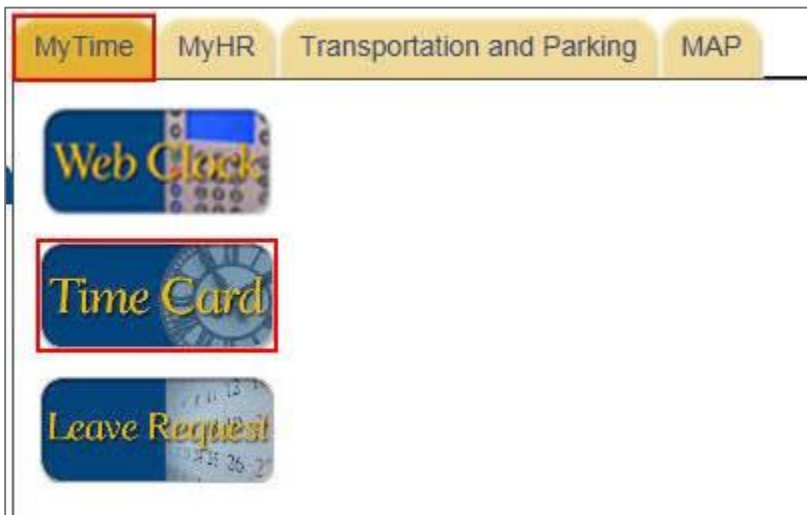 MyTime MyHR Transportation and Parking MAP
Web Clock
Time Card
Leave Request